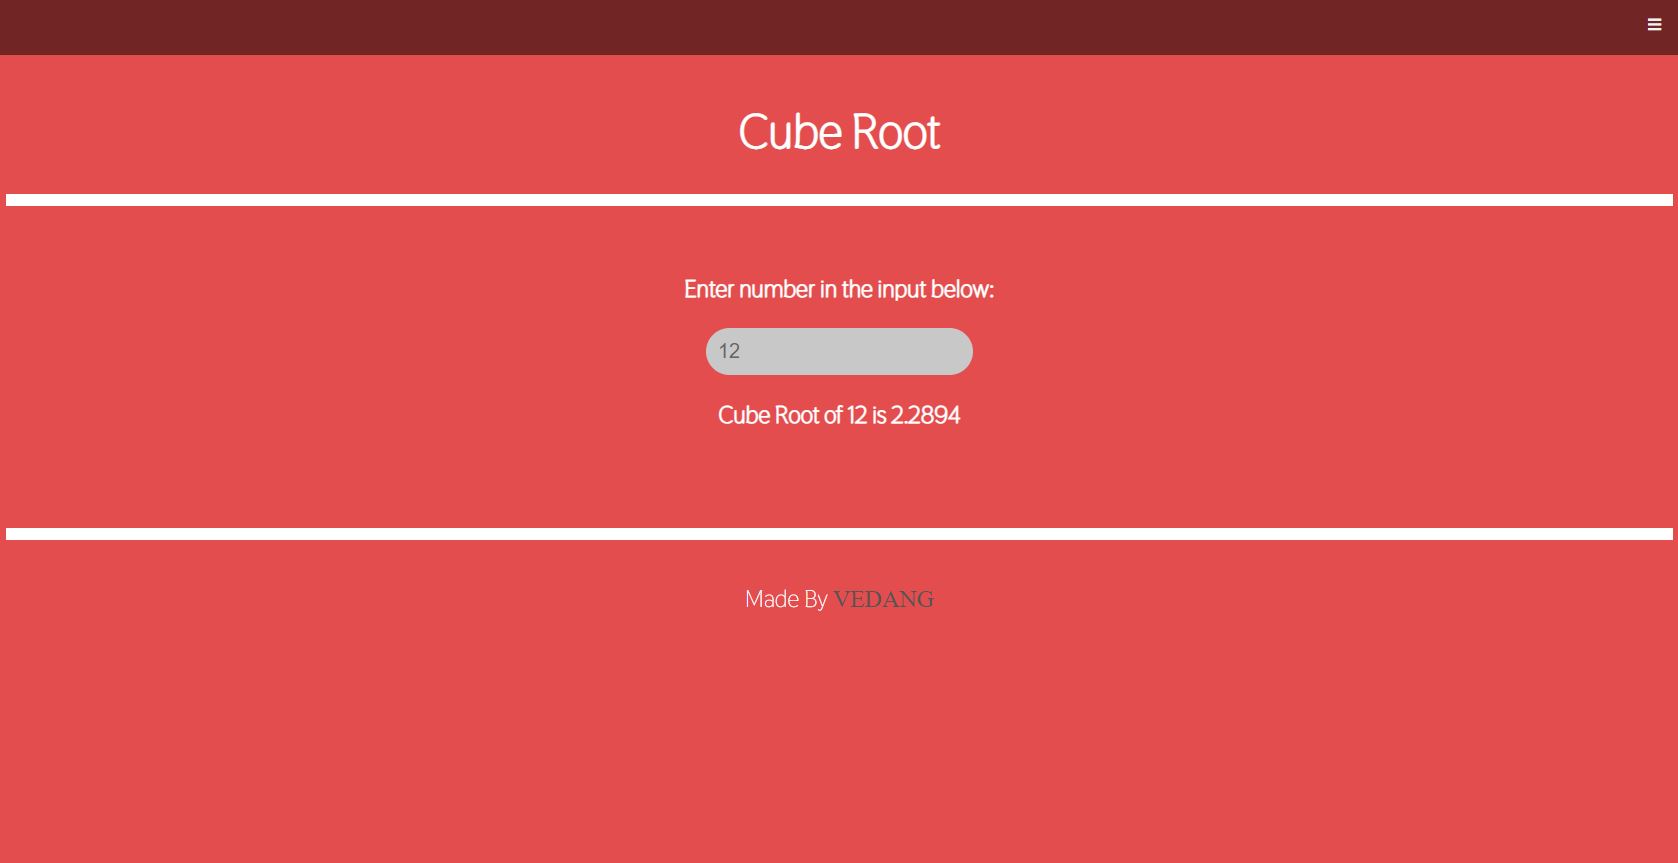 Cube Root
Enter number in the input below:
12
Cube Root of 12 is 2.2894
Made By VEDANG